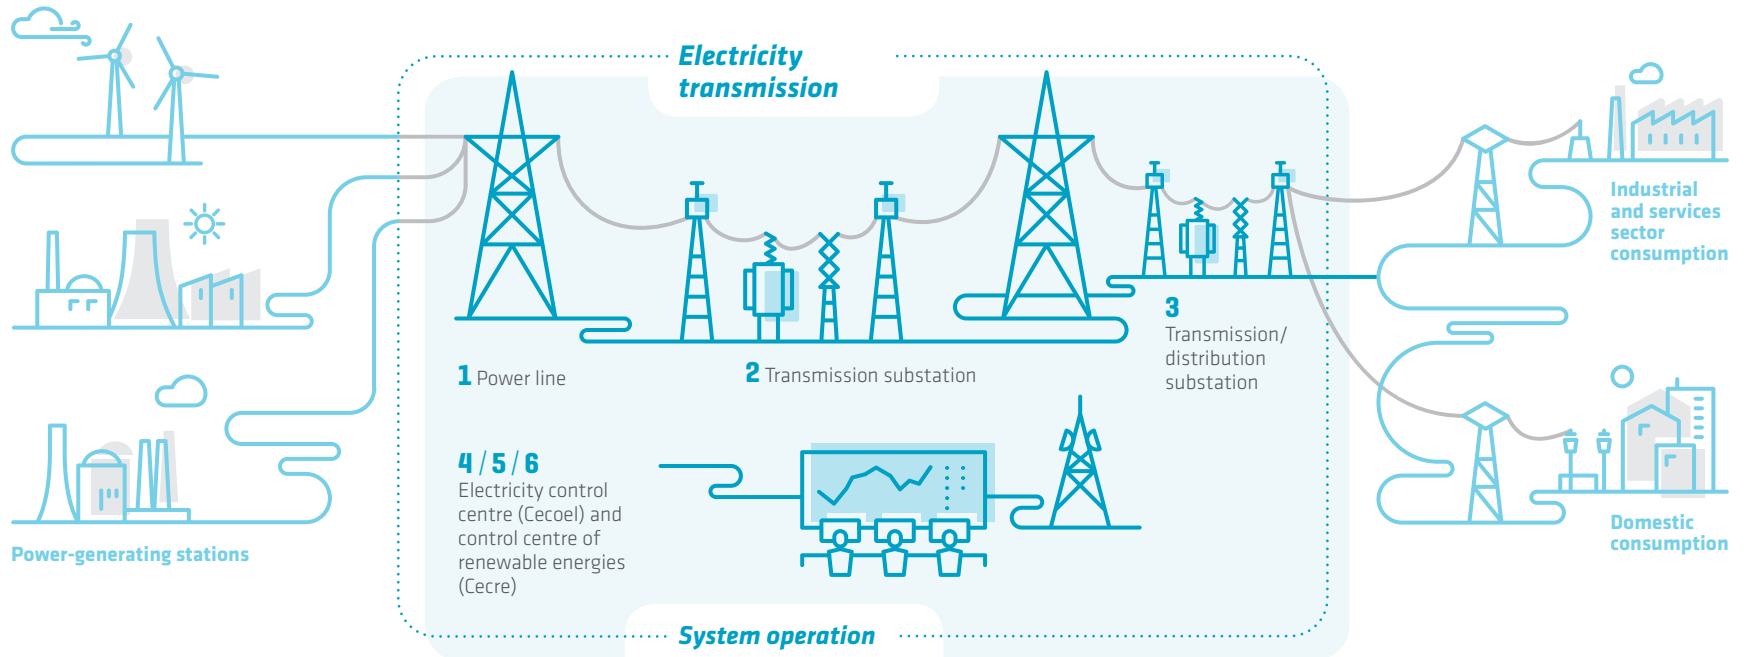 Electricity
transmission
Power-generating stations
1 Power line
2 Transmission substation
3
Transmission/
distribution
substation
4 / 5 / 6
Electricity control
centre (Cecoel) and
control centre of
renewable energies
(Cecre)
System operation
Industrial
and services
sector
consumption
Domestic
consumption